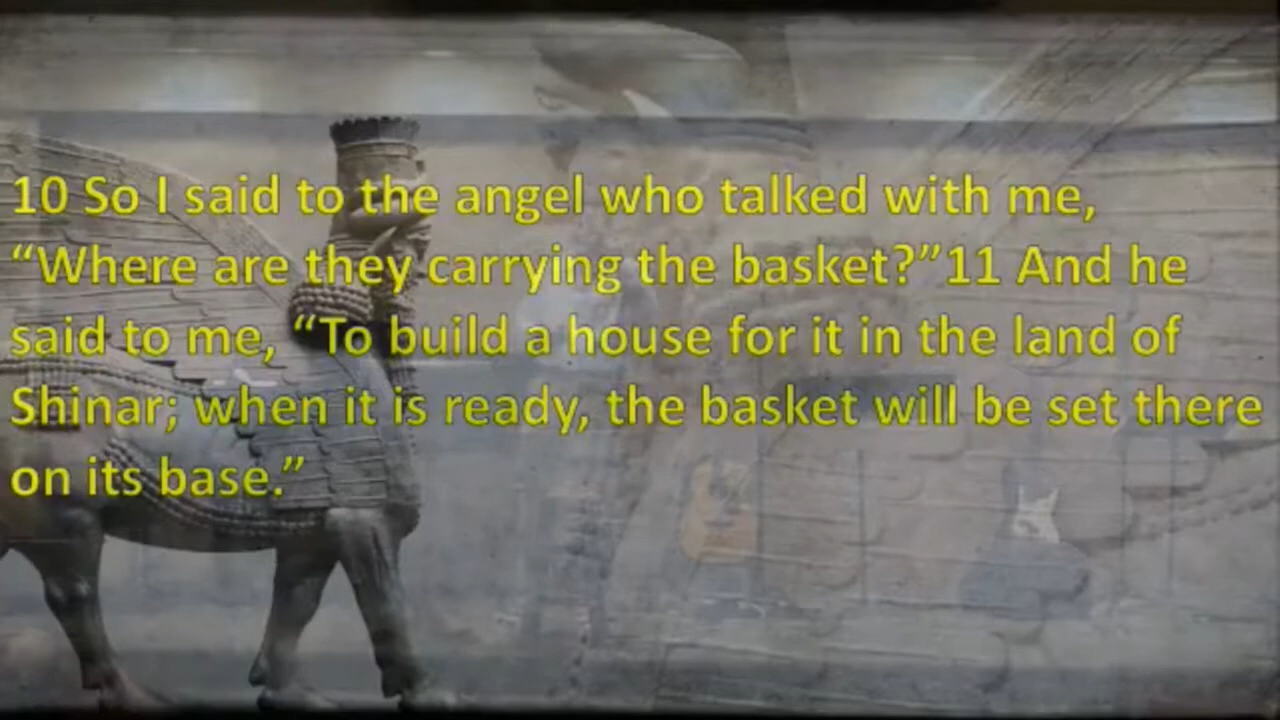 10 So I said to the angel who talked with me,
“Where are they carrying the basket?”11 And he
said to me, “To build a house for it in the land of
Shinar; when it is ready, the basket will be set there
on its base.”